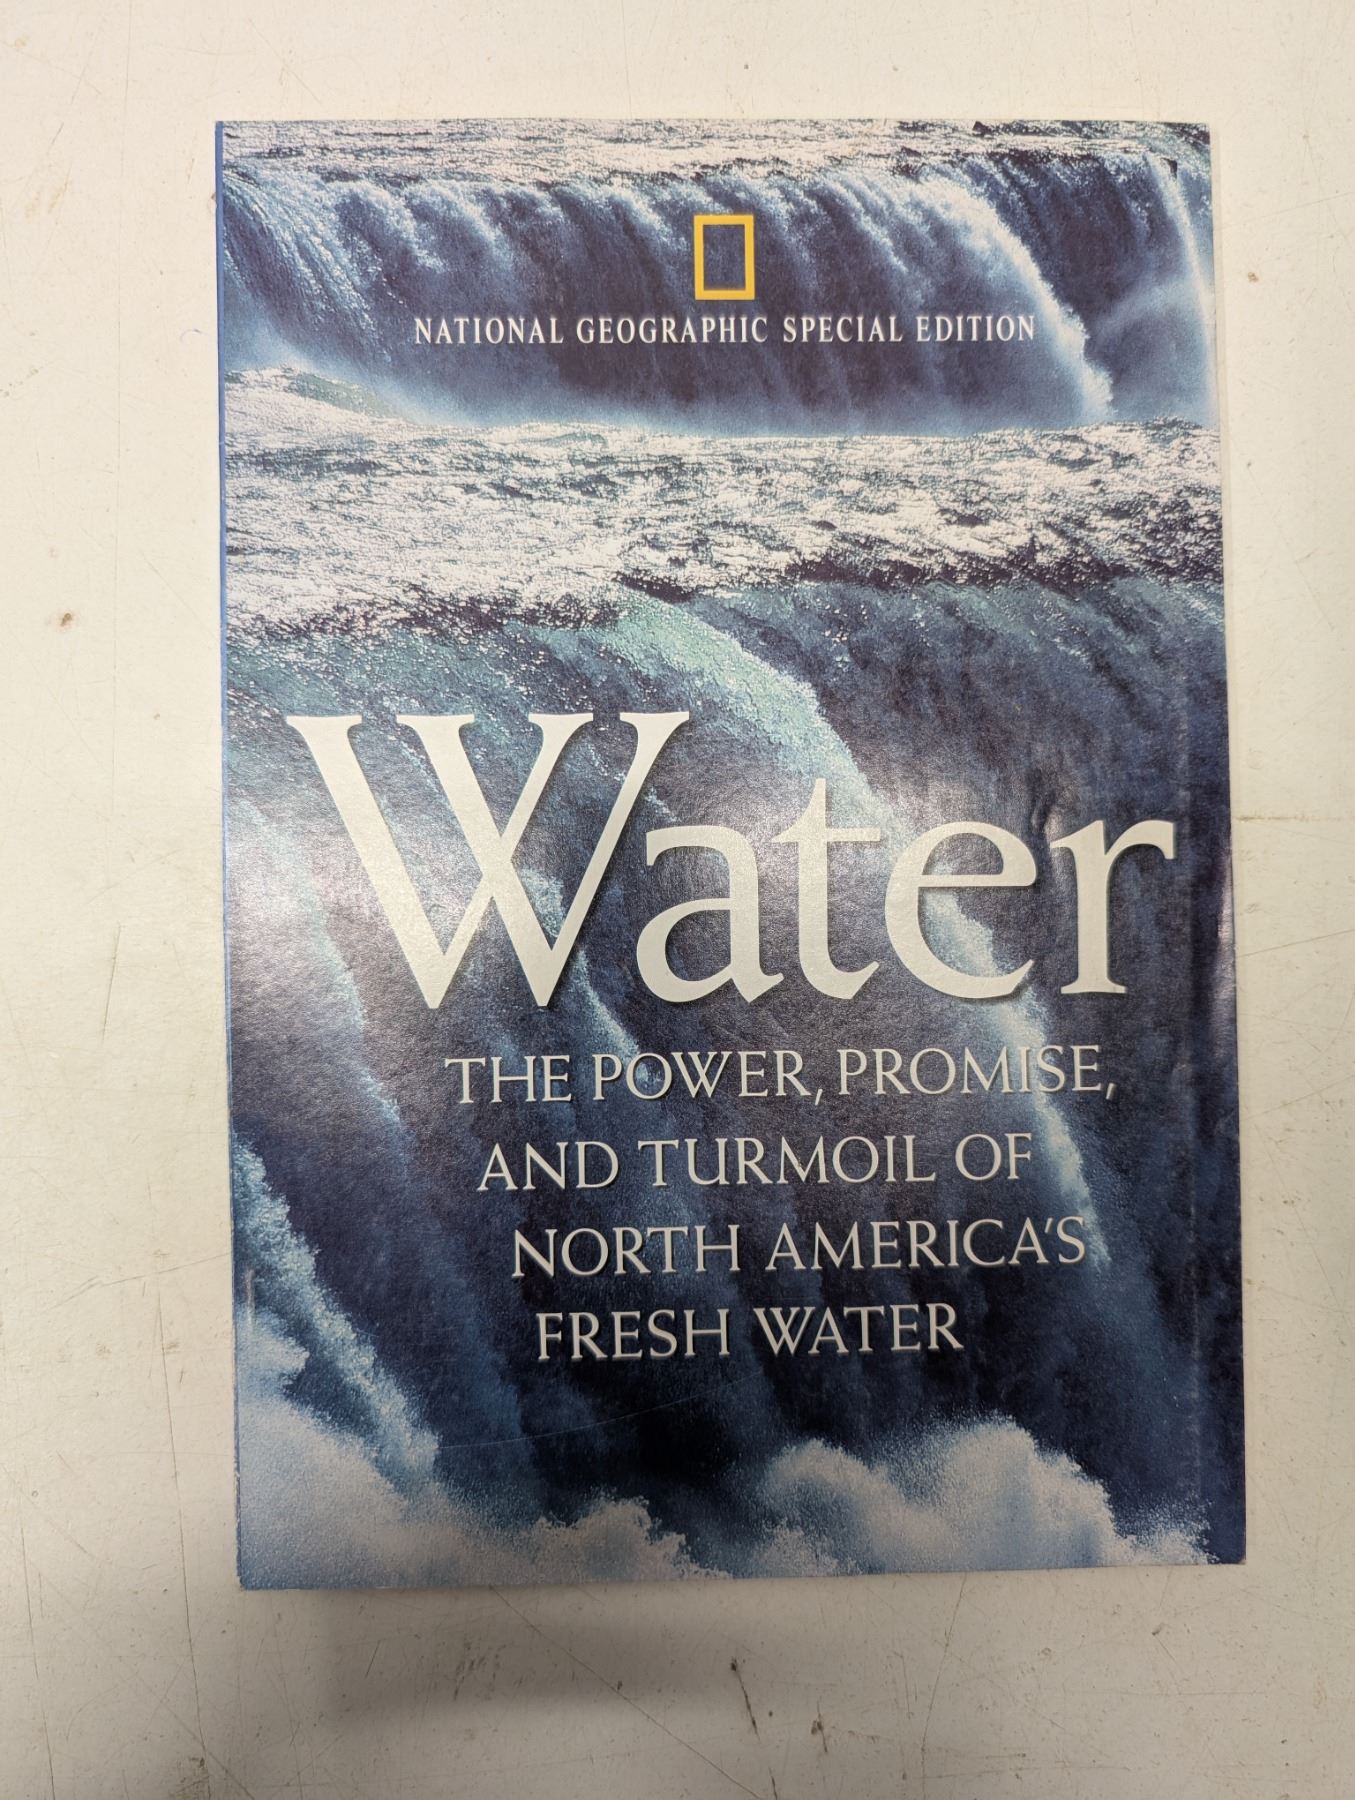 NATIONAL GEOGRAPHIC SPECIAL EDITION
Water
THE POWER, PROMISE,
AND TURMOIL OF
NORTH AMERICA'S
FRESH WATER